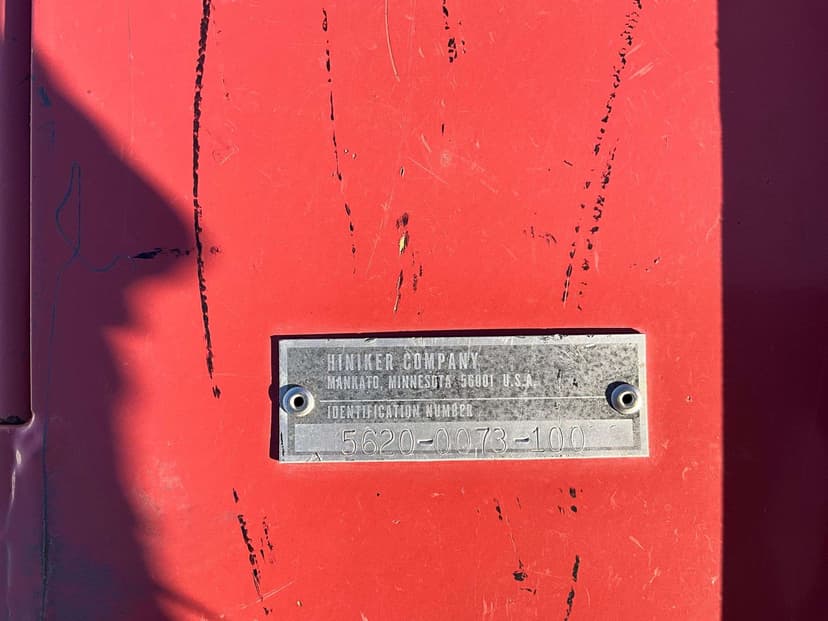 HINIKER COMPANY
MANKATO, MINNESOTA 56001 U.S.A.
IDENTIFICATION NUMBER
5620-0073-100